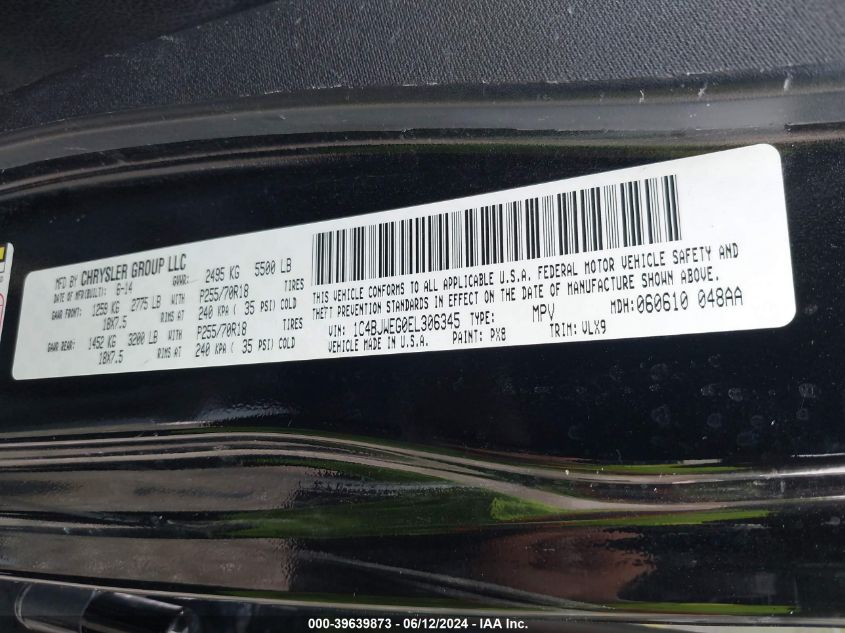 MFD BY CHRYSLER GROUP LLC
DATE OF MFR(BUILT): 6-14 GVWR: 2495 KG 5500 LB
GAWR FRONT: 1258 KG 2775 LB WITH P255/70R18 TIRES
18X7.5 RIMS AT 240 KPA ( 35 PSI) COLD
GAWR REAR: 1452 KG 3200 LB WITH P255/70R18 TIRES
18X7.5 RIMS AT 240 KPA ( 35 PSI) COLD
THIS VEHICLE CONFORMS TO ALL APPLICABLE U.S.A. FEDERAL MOTOR VEHICLE SAFETY AND
THEFT PREVENTION STANDARDS IN EFFECT ON THE DATE OF MANUFACTURE SHOWN ABOVE.
VIN: 1C4BJWEG0EL306345 TYPE: MPV MDH:060610 048AA
VEHICLE MADE IN U.S.A. PAINT: PX8 TRIM: VLX9
000-39639873 - 06/12/2024 - IAA Inc.